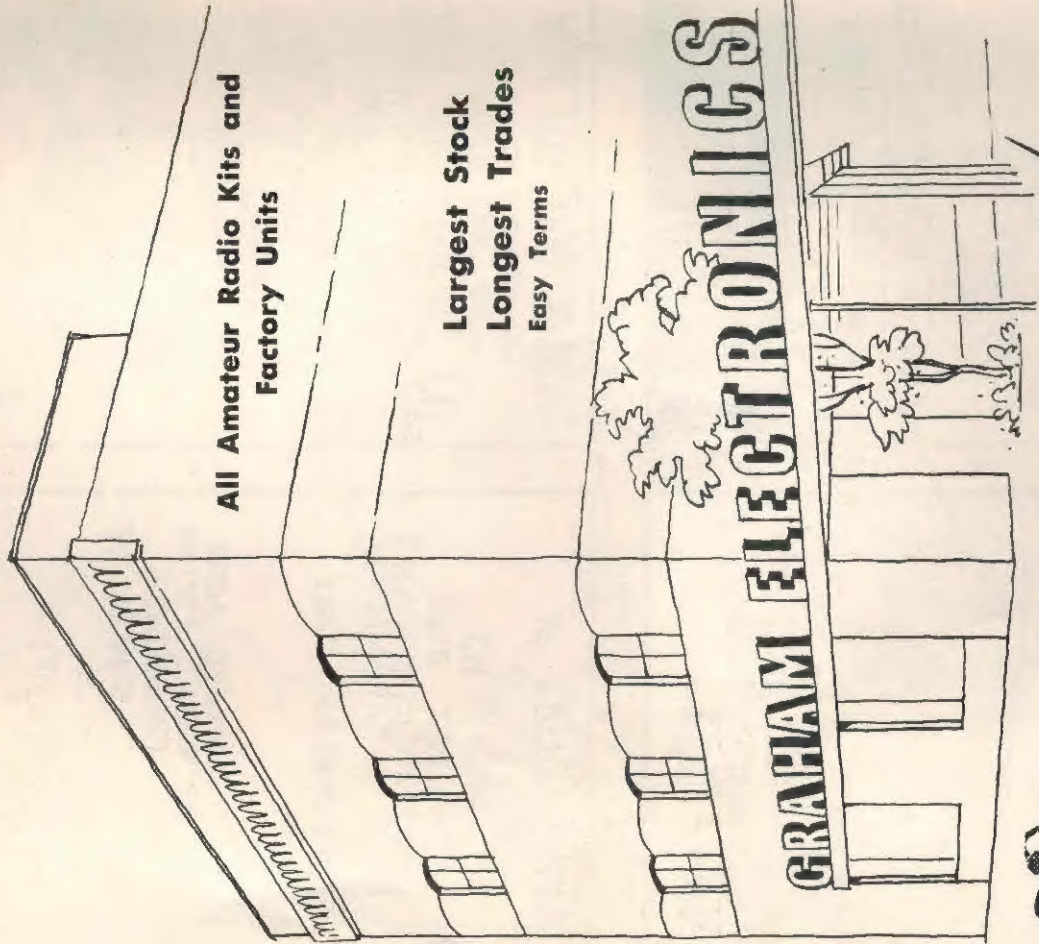 All Amateur Radio Kits and
Factory Units
Largest Stock
Longest Trades
Easy Terms
GRAHAM ELECTRONICS